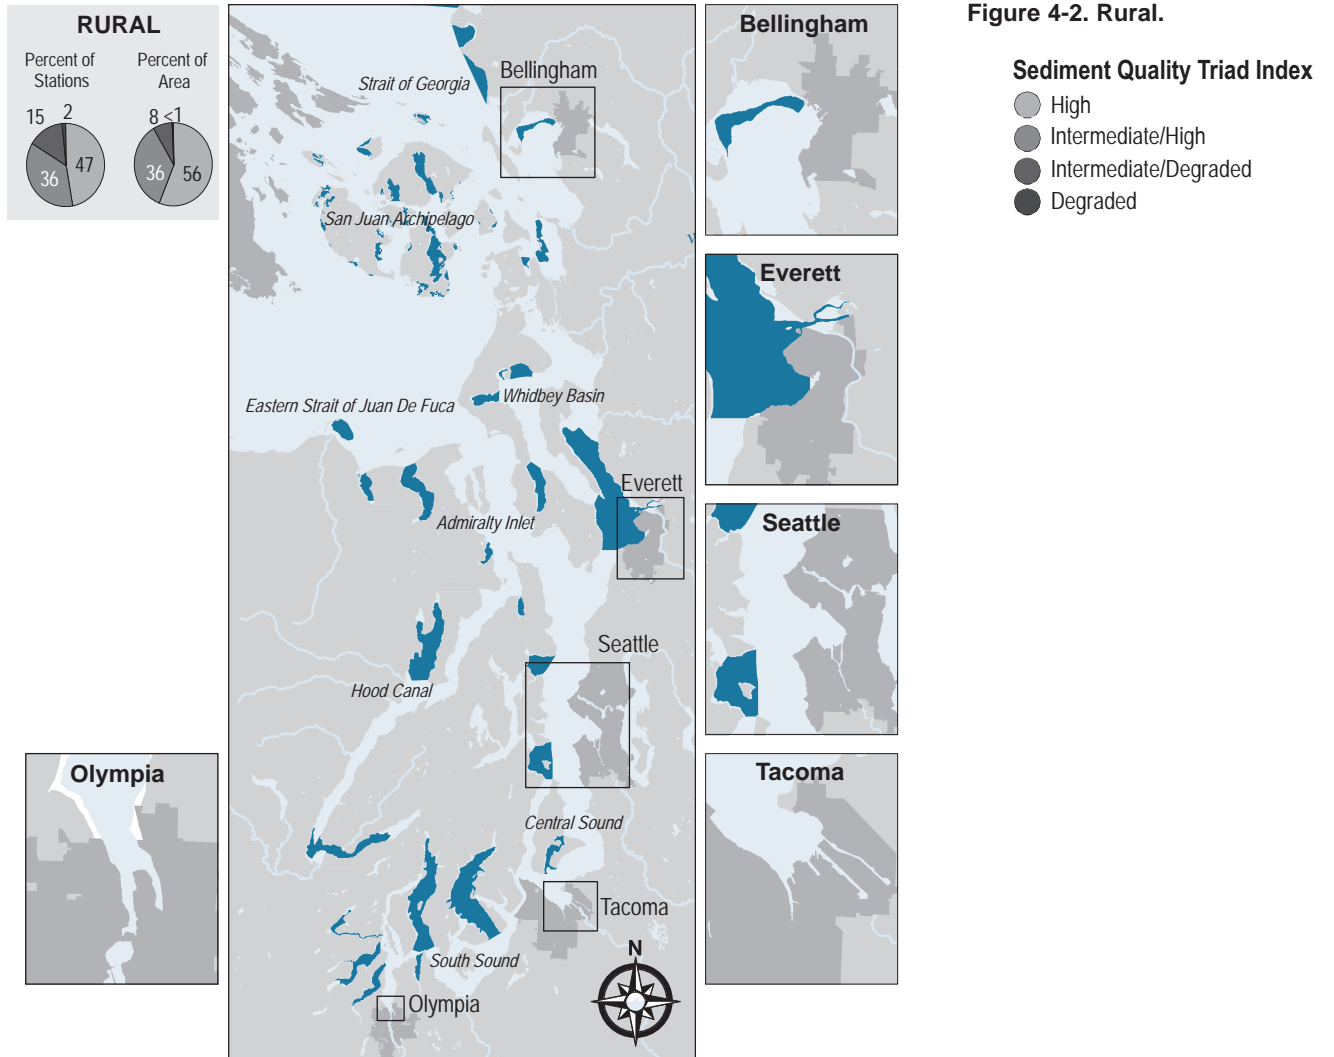 Figure 4-2. Rural.
RURAL
Percent of
Stations
Percent of
Area
15
2
47
36
8
<1
36
56
Sediment Quality Triad Index
High
Intermediate/High
Intermediate/Degraded
Degraded
Strait of Georgia
Bellingham
San Juan Archipelago
Eastern Strait of Juan De Fuca
Whidbey Basin
Everett
Admiralty Inlet
Seattle
Hood Canal
Central Sound
Tacoma
South Sound
Olympia
N
Bellingham
Everett
Seattle
Tacoma
Olympia